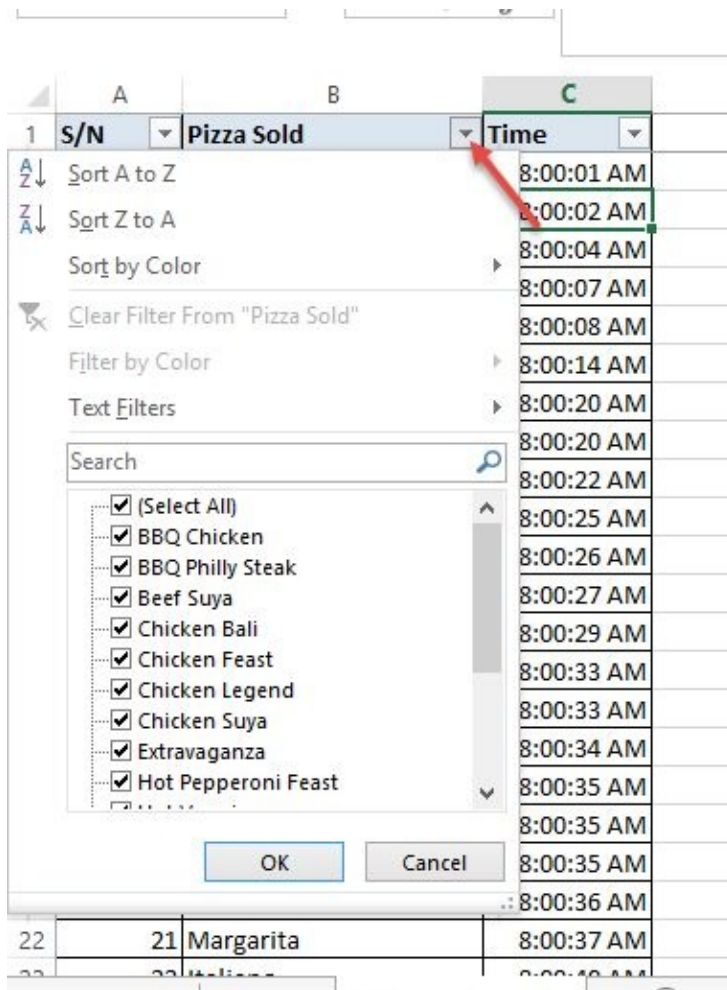 A B C
1 S/N Pizza Sold Time
Sort A to Z 8:00:01 AM
Sort Z to A 8:00:02 AM
8:00:04 AM
Sort by Color
8:00:07 AM
Clear Filter From "Pizza Sold" 8:00:08 AM
Filter by Color 8:00:14 AM
Text Filters 8:00:20 AM
8:00:20 AM
Search
8:00:22 AM
(Select All)
8:00:25 AM
BBQ Chicken
8:00:26 AM
BBQ Philly Steak
8:00:27 AM
Beef Suya
Chicken Bali 8:00:29 AM
Chicken Feast
8:00:33 AM
Chicken Legend
8:00:33 AM
Chicken Suya
Extravaganza 8:00:34 AM
Hot Pepperoni Feast 8:00:35 AM
8:00:35 AM
OK Cancel 8:00:35 AM
8:00:36 AM
22 21 Margarita 8:00:37 AM